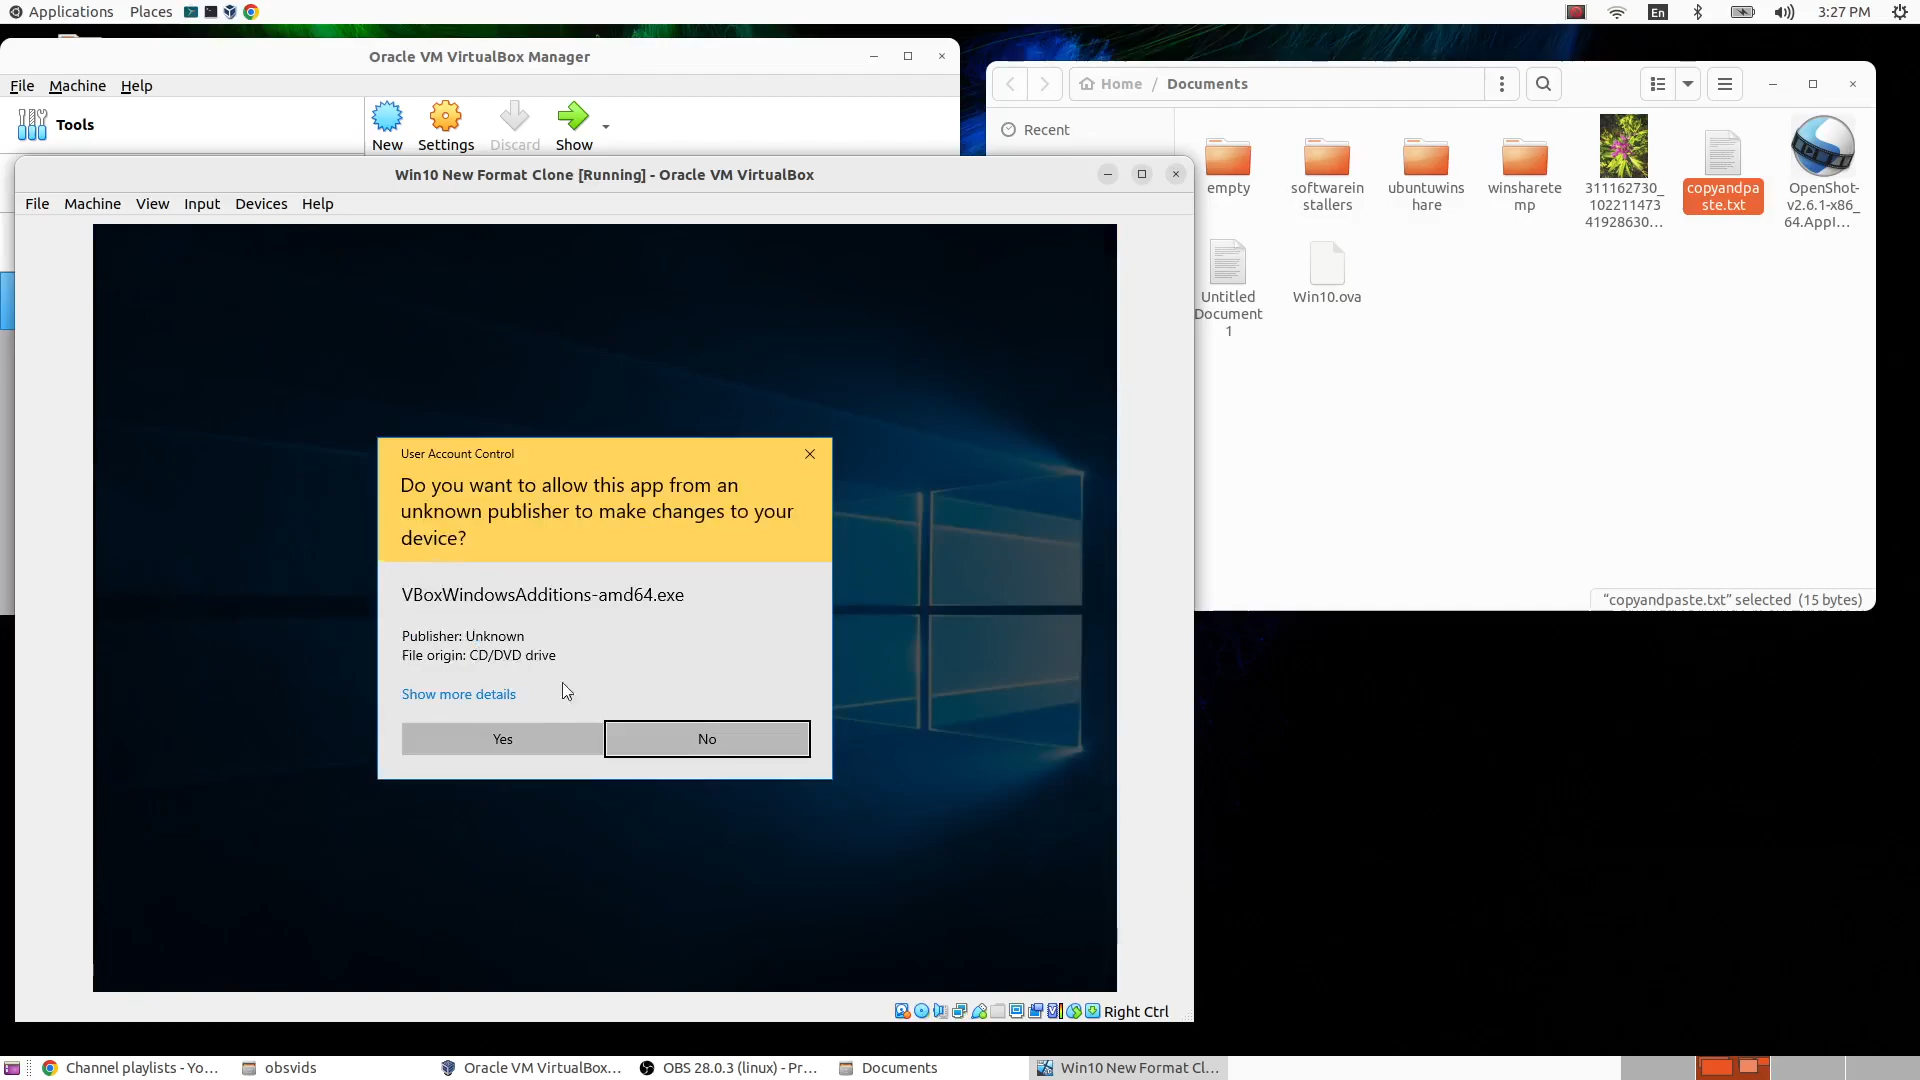 Applications Places
En 3:27 PM
Oracle VM VirtualBox Manager
File Machine Help
Tools
New Settings Discard Show
Home / Documents
Recent
empty
softwarein
stallers
ubuntuwins
hare
winsharete
mp
311162730_
102211473
41928630...
copyandpa
ste.txt
OpenShot-
v2.6.1-x86_
64.AppI...
Untitled
Document
1
Win10.ova
"copyandpaste.txt" selected (15 bytes)
Win10 New Format Clone [Running] - Oracle VM VirtualBox
File Machine View Input Devices Help
User Account Control
Do you want to allow this app from an
unknown publisher to make changes to your
device?
VBoxWindowsAdditions-amd64.exe
Publisher: Unknown
File origin: CD/DVD drive
Show more details
Yes No
Right Ctrl
Channel playlists - Yo... obsvids Oracle VM VirtualBox... OBS 28.0.3 (linux) - Pr... Documents Win10 New Format Cl...